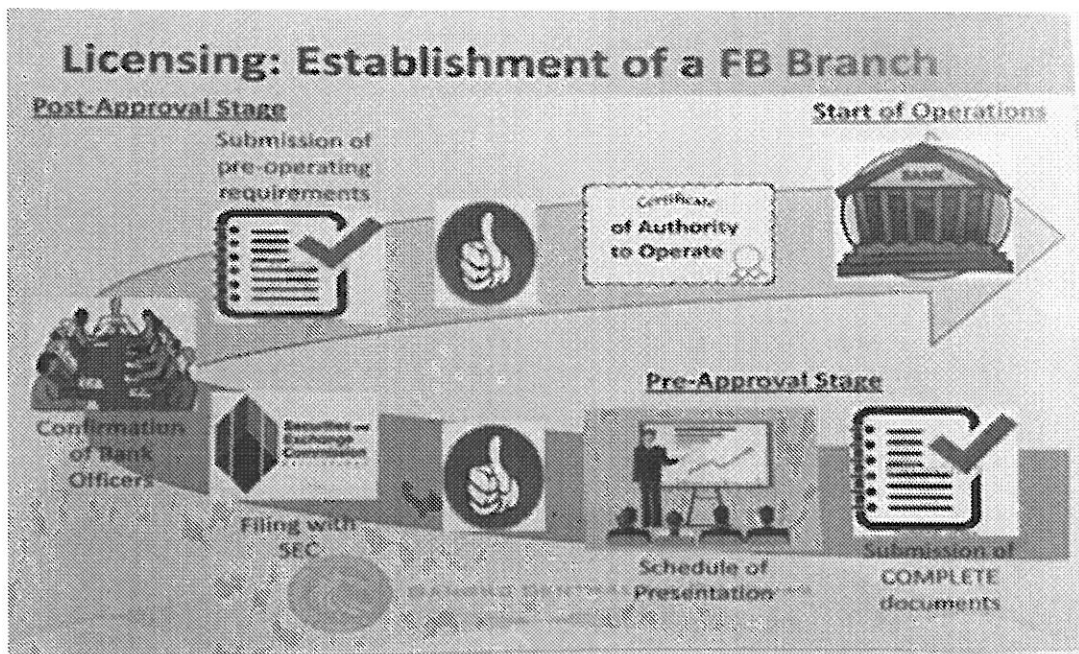 Licensing: Establishment of a FB Branch
Post-Approval Stage
Submission of
pre-operating
requirements
Certificate
of Authority
to Operate
Start of Operations
BANK
Confirmation
of Bank
Officers
Securities and
Exchange
Commission
Filing with
SEC
Pre-Approval Stage
Schedule of
Presentation
Submission of
COMPLETE
documents